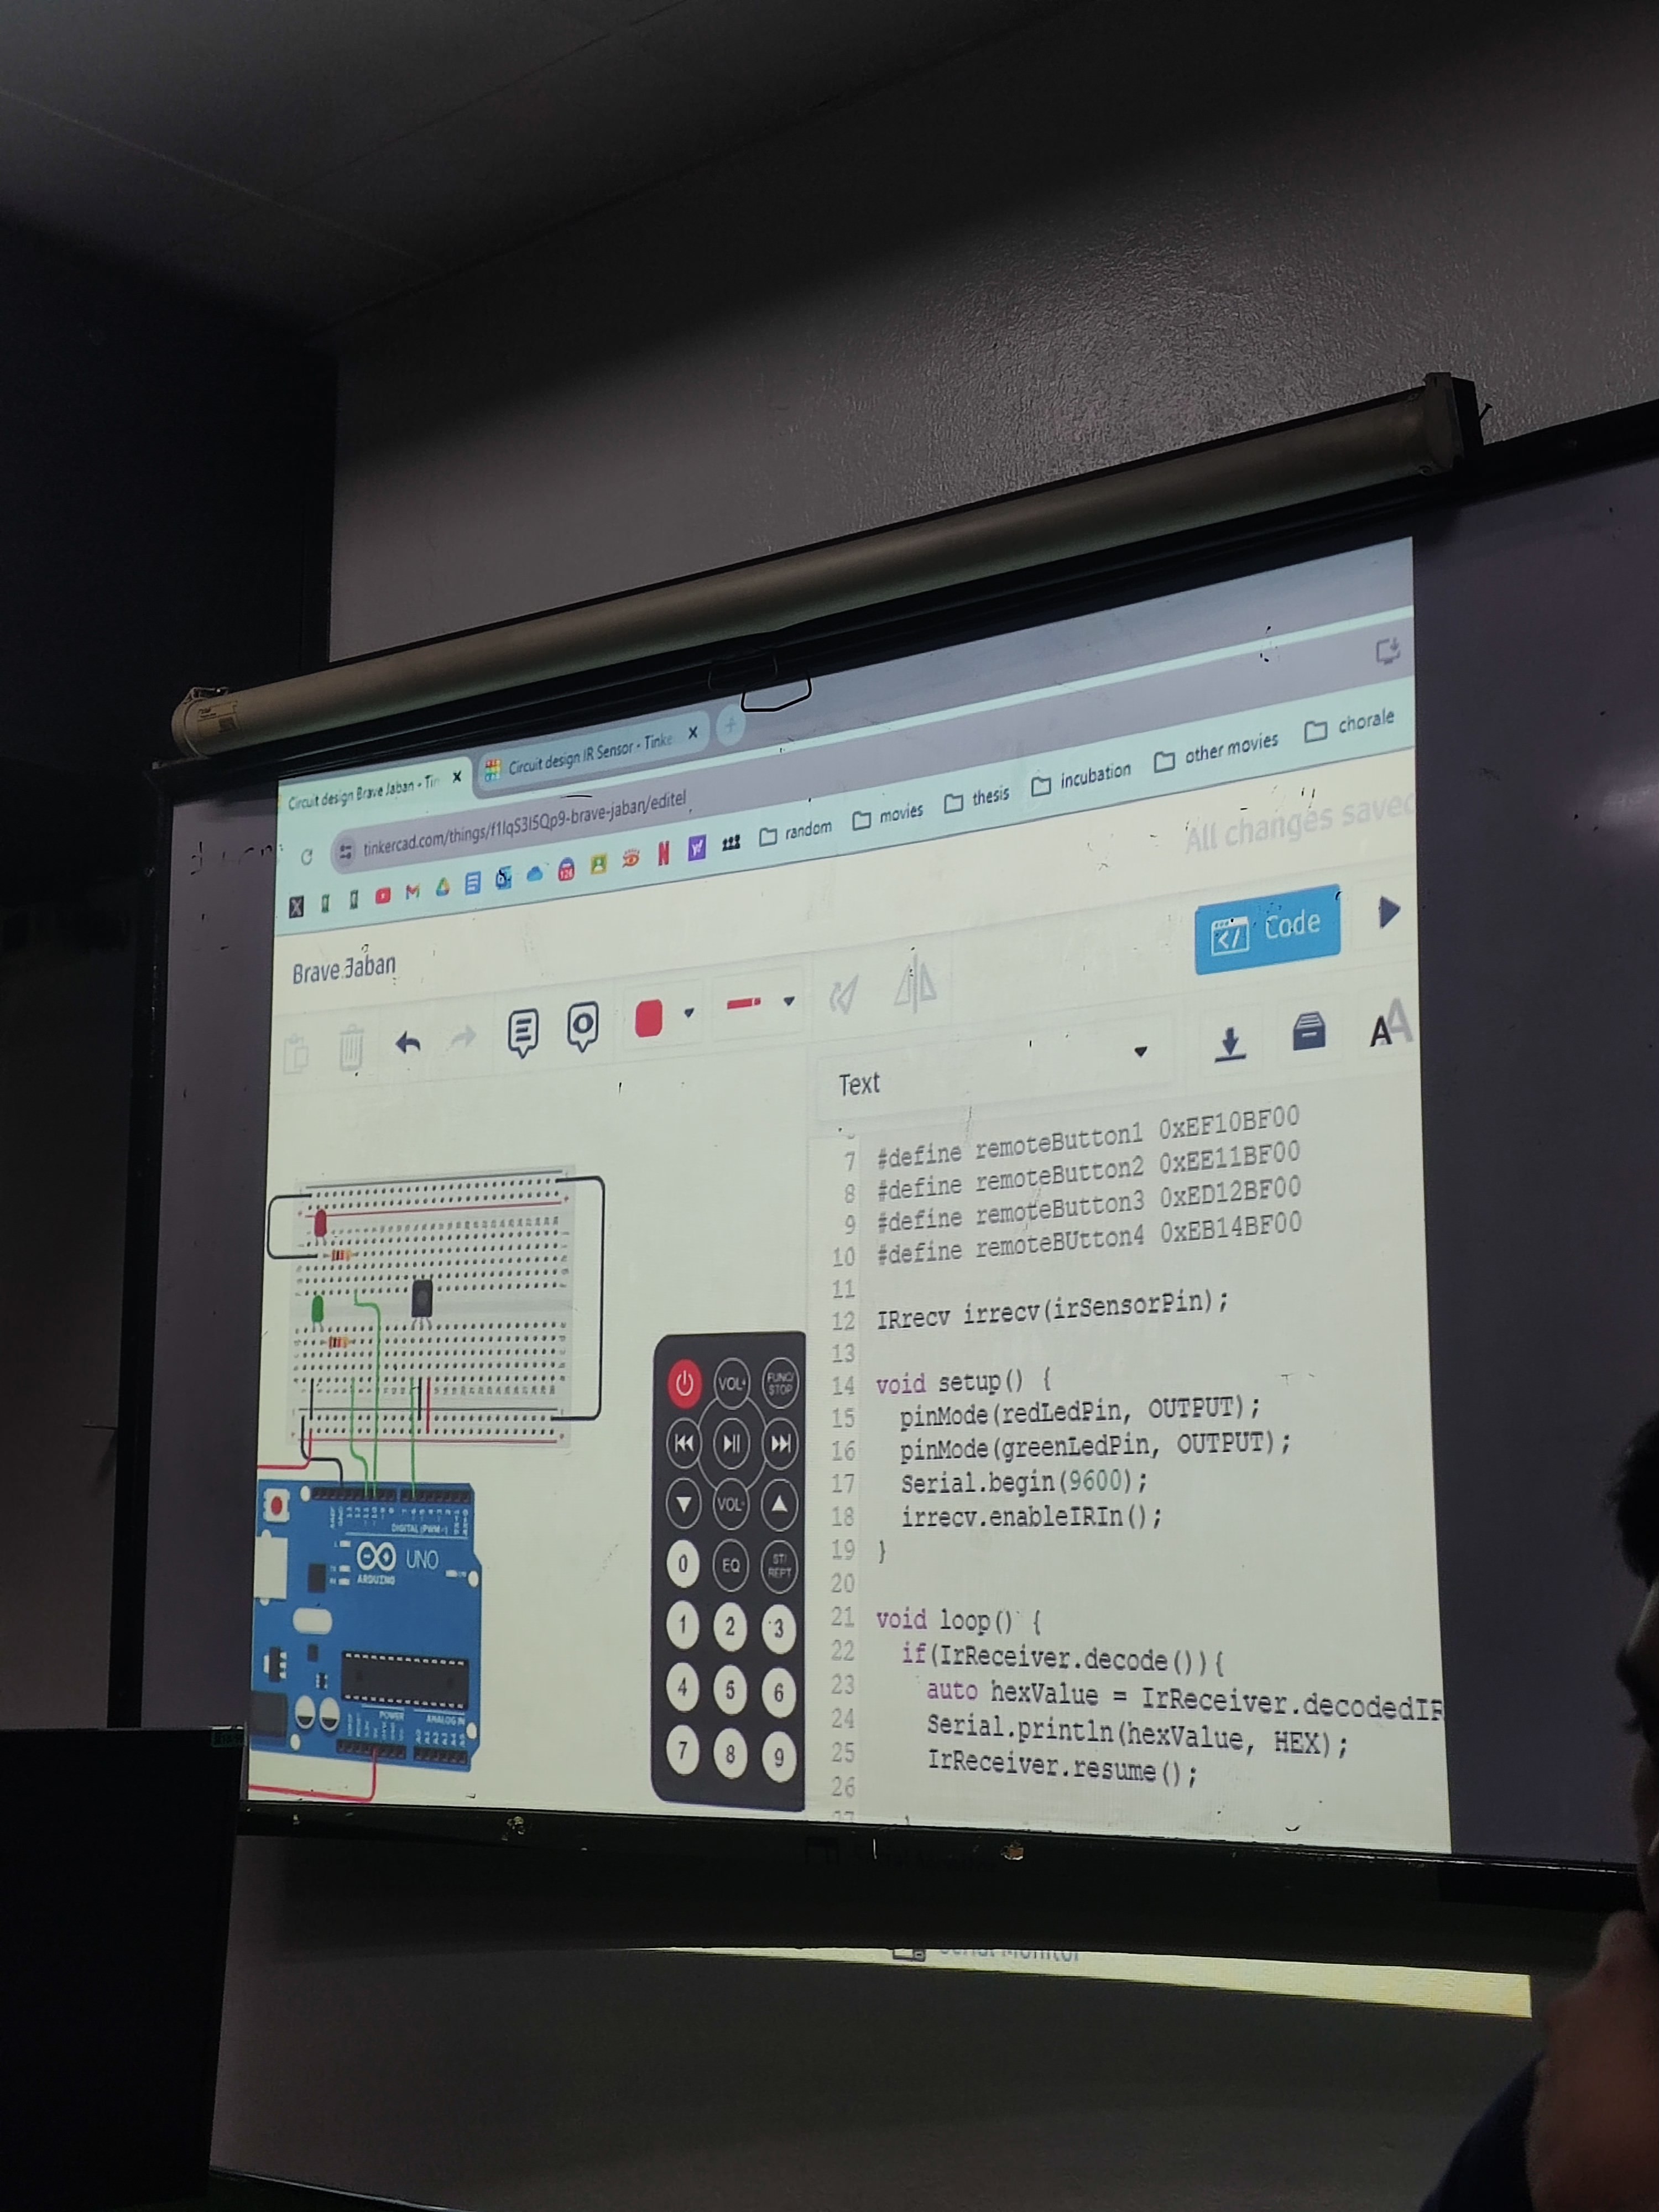 Circuit design Brave Jaban - Tin
Circuit design IR Sensor - Tinke
tinkercad.com/things/f1lqS3I5Qp9-brave-jaban/editel
random
movies
thesis
incubation
other movies
chorale
All changes saved
Brave Jaban
Code
Text
7 #define remoteButton1 0xEF10BF00
8 #define remoteButton2 0xEE11BF00
9 #define remoteButton3 0xED12BF00
10 #define remoteBUtton4 0xEB14BF00
11
12 IRrecv irrecv(irSensorPin);
13
14 void setup() {
15 pinMode(redLedPin, OUTPUT);
16 pinMode(greenLedPin, OUTPUT);
17 Serial.begin(9600);
18 irrecv.enableIRIn();
19 }
20
21 void loop() {
22 if(IrReceiver.decode()){
23 auto hexValue = IrReceiver.decodedIR
24 Serial.println(hexValue, HEX);
25 IrReceiver.resume();
26
27
VOL+ FUNC/STOP
VOL-
0 EQ ST/REPT
1 2 3
4 5 6
7 8 9
DIGITAL (PWM~)
UNO
ARDUINO
POWER
ANALOG IN
Serial Monitor